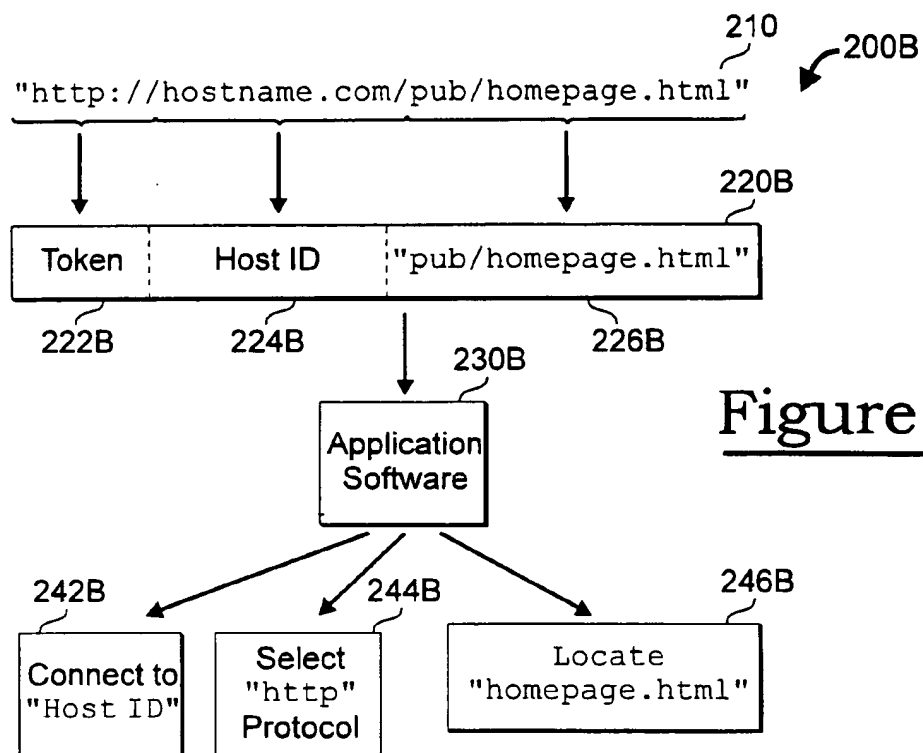 210
200B
"http://hostname.com/pub/homepage.html"
220B
Token
Host ID
"pub/homepage.html"
222B
224B
226B
230B
Application
Software
Figure
242B
244B
246B
Connect to
"Host ID"
Select
"http"
Protocol
Locate
"homepage.html"